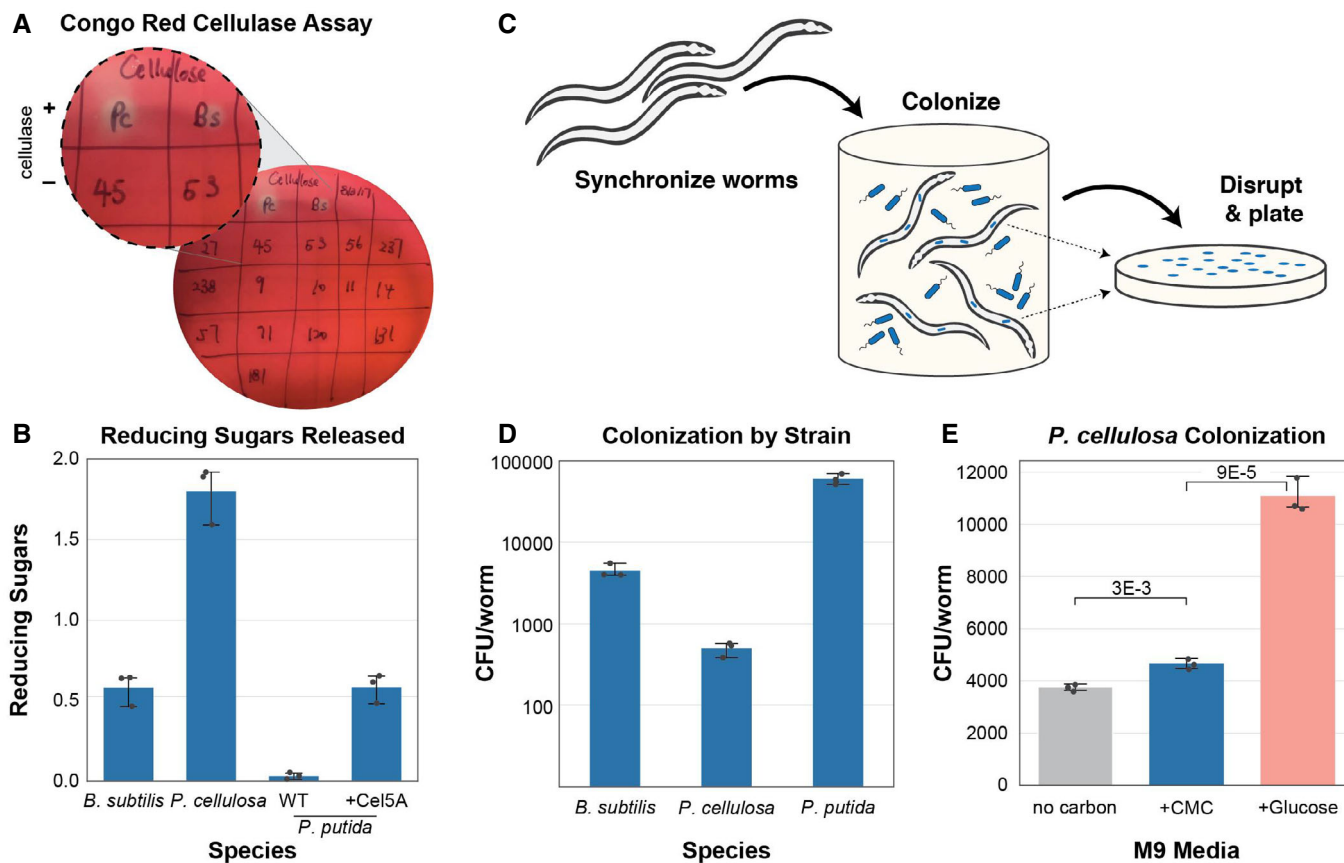 A Congo Red Cellulase Assay
cellulase
+
−
Cellulose
Pc Bs
45 53
Cellulose
Pc Bs
27 45 53 56 237
238 9 10 11 14
57 71 120 131
181
B Reducing Sugars Released
Reducing Sugars
2.0
1.5
1.0
0.5
0.0
B. subtilis P. cellulosa WT +Cel5A
P. putida
Species
C
Synchronize worms
Colonize
Disrupt
& plate
D Colonization by Strain
CFU/worm
100000
10000
1000
100
B. subtilis P. cellulosa P. putida
Species
E P. cellulosa Colonization
CFU/worm
12000
10000
8000
6000
4000
2000
0
9E-5
3E-3
no carbon +CMC +Glucose
M9 Media